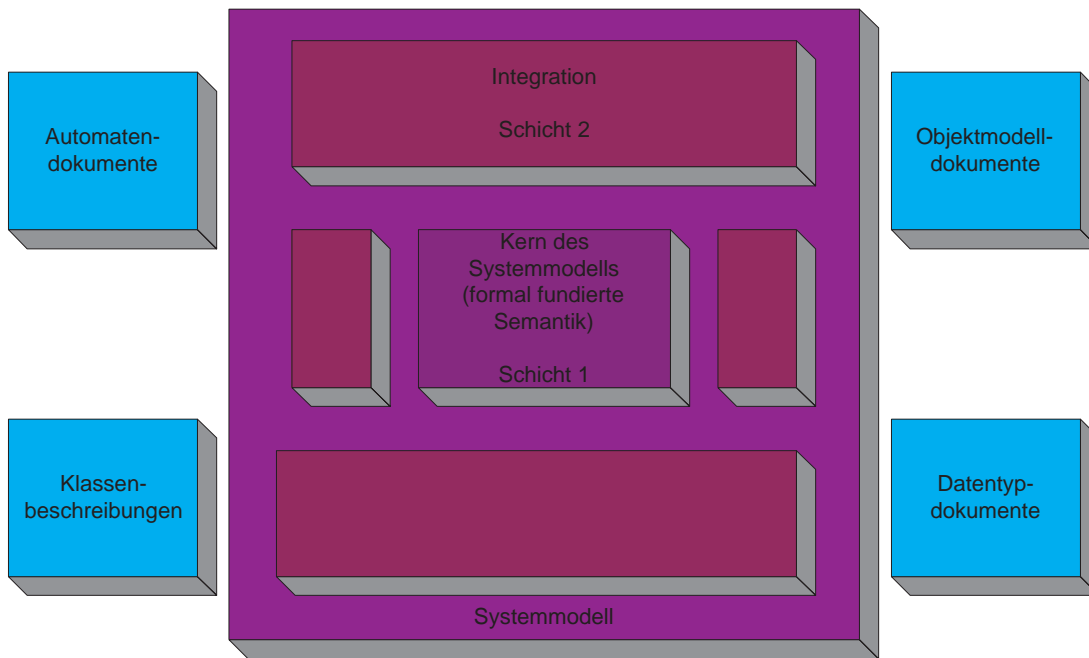 Integration
Schicht 2
Automaten-
dokumente
Objektmodell-
dokumente
Kern des
Systemmodells
(formal fundierte
Semantik)
Schicht 1
Klassen-
beschreibungen
Datentyp-
dokumente
Systemmodell